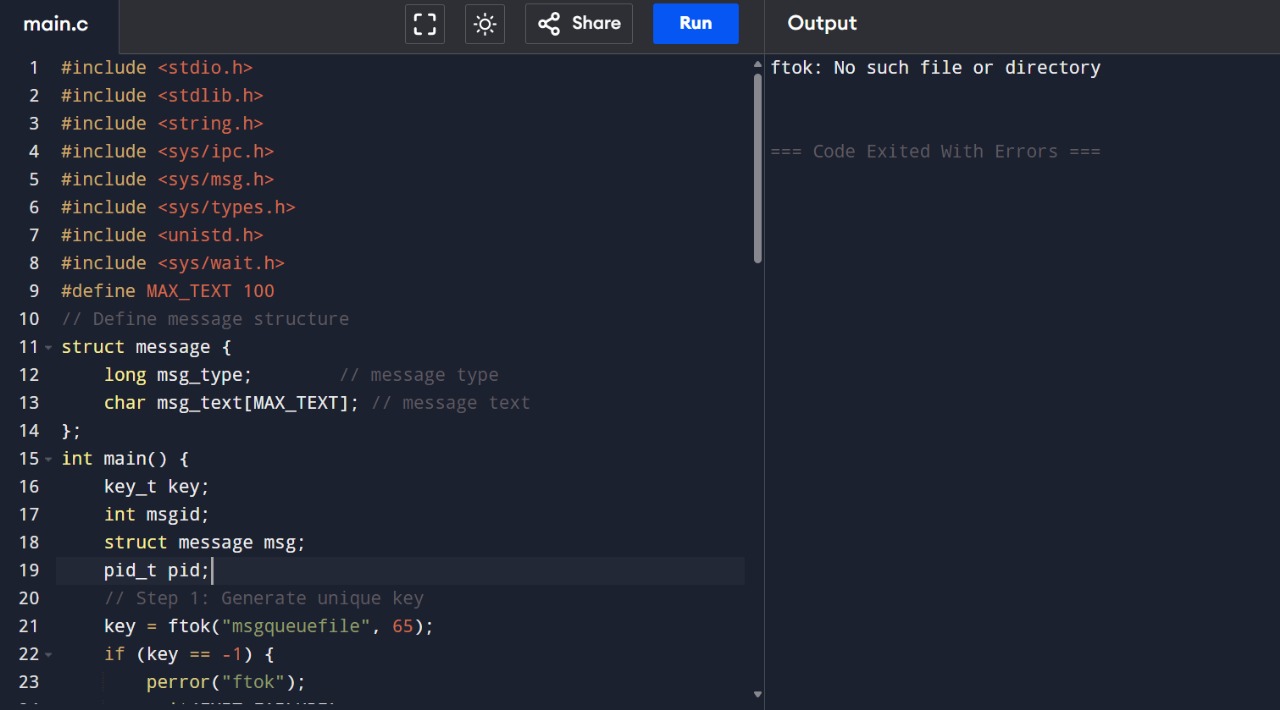 main.c
Share
Run
Output
1 #include <stdio.h>
2 #include <stdlib.h>
3 #include <string.h>
4 #include <sys/ipc.h>
5 #include <sys/msg.h>
6 #include <sys/types.h>
7 #include <unistd.h>
8 #include <sys/wait.h>
9 #define MAX_TEXT 100
10 // Define message structure
11 struct message {
12     long msg_type;        // message type
13     char msg_text[MAX_TEXT]; // message text
14 };
15 int main() {
16     key_t key;
17     int msgid;
18     struct message msg;
19     pid_t pid;
20     // Step 1: Generate unique key
21     key = ftok("msgqueuefile", 65);
22     if (key == -1) {
23         perror("ftok");
ftok: No such file or directory
=== Code Exited With Errors ===